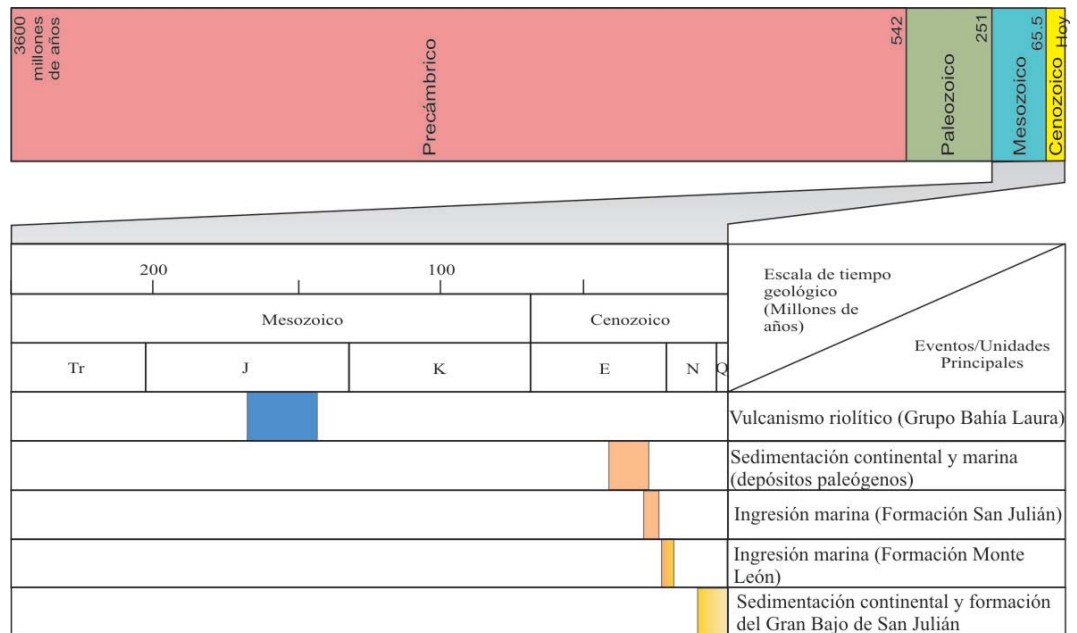 3600
millones
de años
Precámbrico
542
Paleozoico
251
Mesozoico
65.5
Cenozoico
Hoy
200
100
Escala de tiempo
geológico
(Millones de
años)
Eventos/Unidades
Principales
Mesozoico
Cenozoico
Tr
J
K
E
N
Q
Vulcanismo riolítico (Grupo Bahía Laura)
Sedimentación continental y marina
(depósitos paleógenos)
Ingresión marina (Formación San Julián)
Ingresión marina (Formación Monte
León)
Sedimentación continental y formación
del Gran Bajo de San Julián